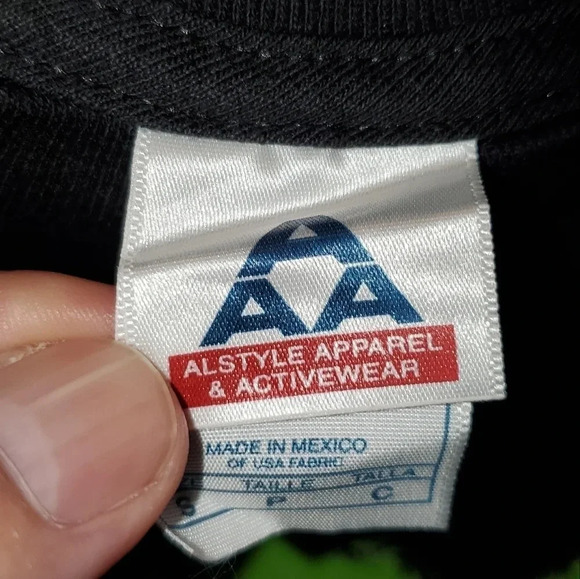 A
A A
ALSTYLE APPAREL
& ACTIVEWEAR
MADE IN MEXICO
OF USA FABRIC
TAILLE TALLA
S P C